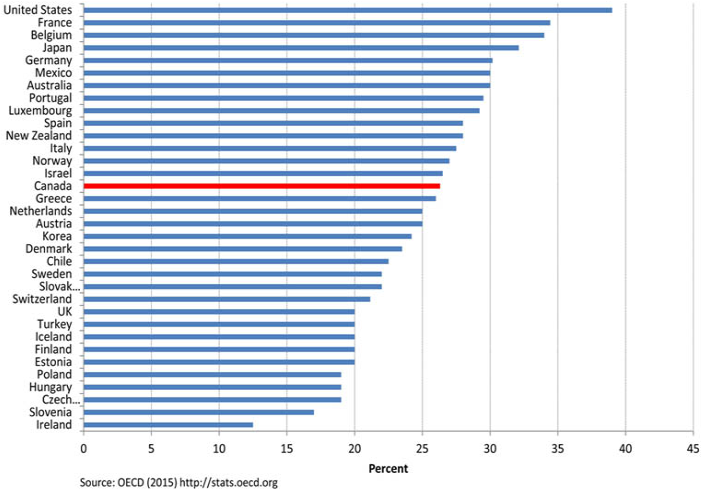 United States
France
Belgium
Japan
Germany
Mexico
Australia
Portugal
Luxembourg
Spain
New Zealand
Italy
Norway
Israel
Canada
Greece
Netherlands
Austria
Korea
Denmark
Chile
Sweden
Slovak...
Switzerland
UK
Turkey
Iceland
Finland
Estonia
Poland
Hungary
Czech...
Slovenia
Ireland
0 5 10 15 20 25 30 35 40 45
Percent
Source: OECD (2015) http://stats.oecd.org